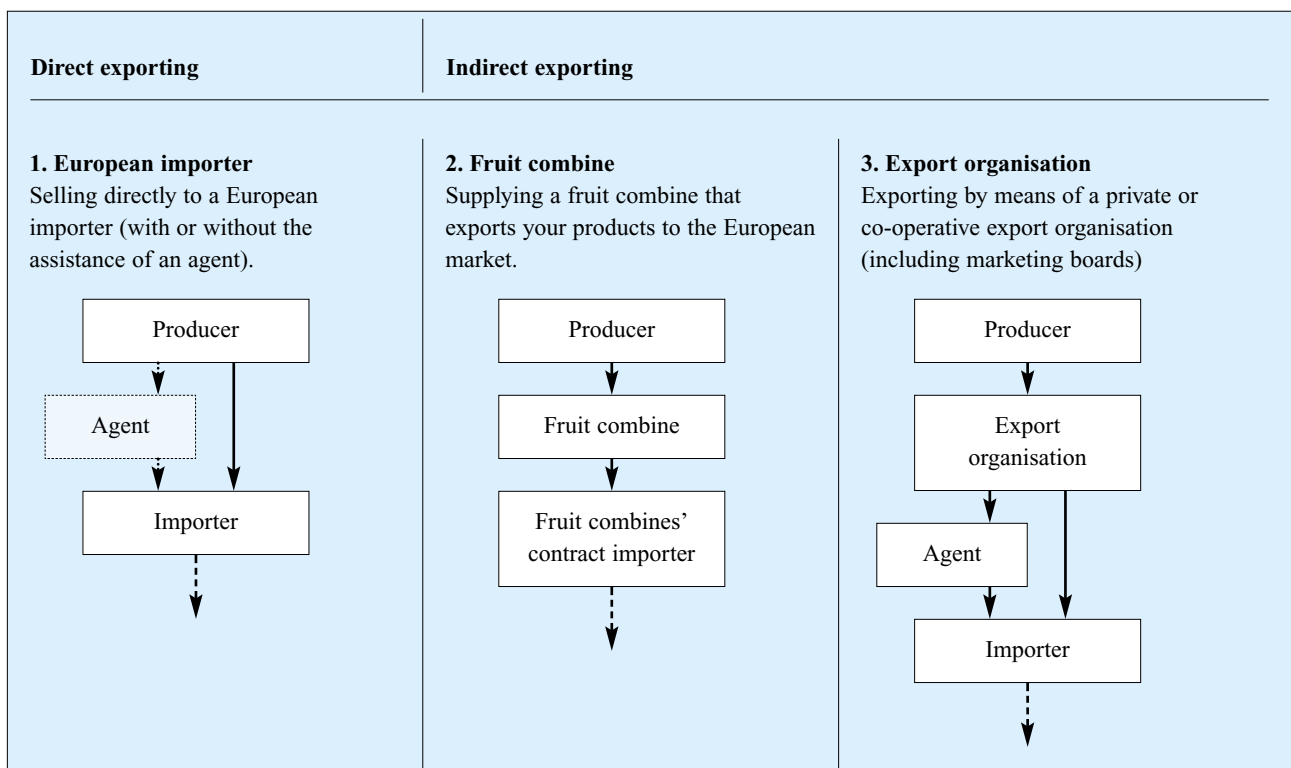 Direct exporting
Indirect exporting
1. European importer
Selling directly to a European
importer (with or without the
assistance of an agent).
Producer
Agent
Importer
2. Fruit combine
Supplying a fruit combine that
exports your products to the European
market.
Producer
Fruit combine
Fruit combines’
contract importer
3. Export organisation
Exporting by means of a private or
co-operative export organisation
(including marketing boards)
Producer
Export
organisation
Agent
Importer